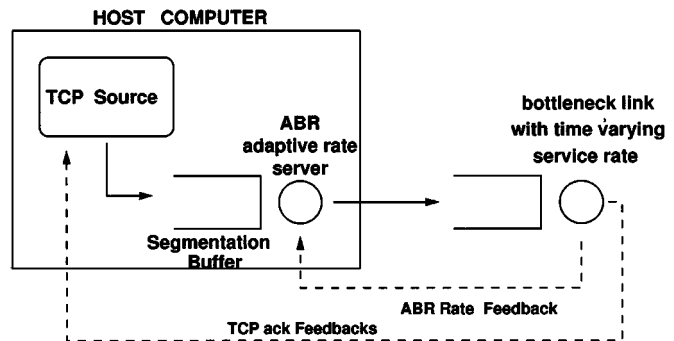 HOST COMPUTER
TCP Source
ABR
adaptive rate
server
Segmentation
Buffer
bottleneck link
with time varying
service rate
ABR Rate Feedback
TCP ack Feedbacks